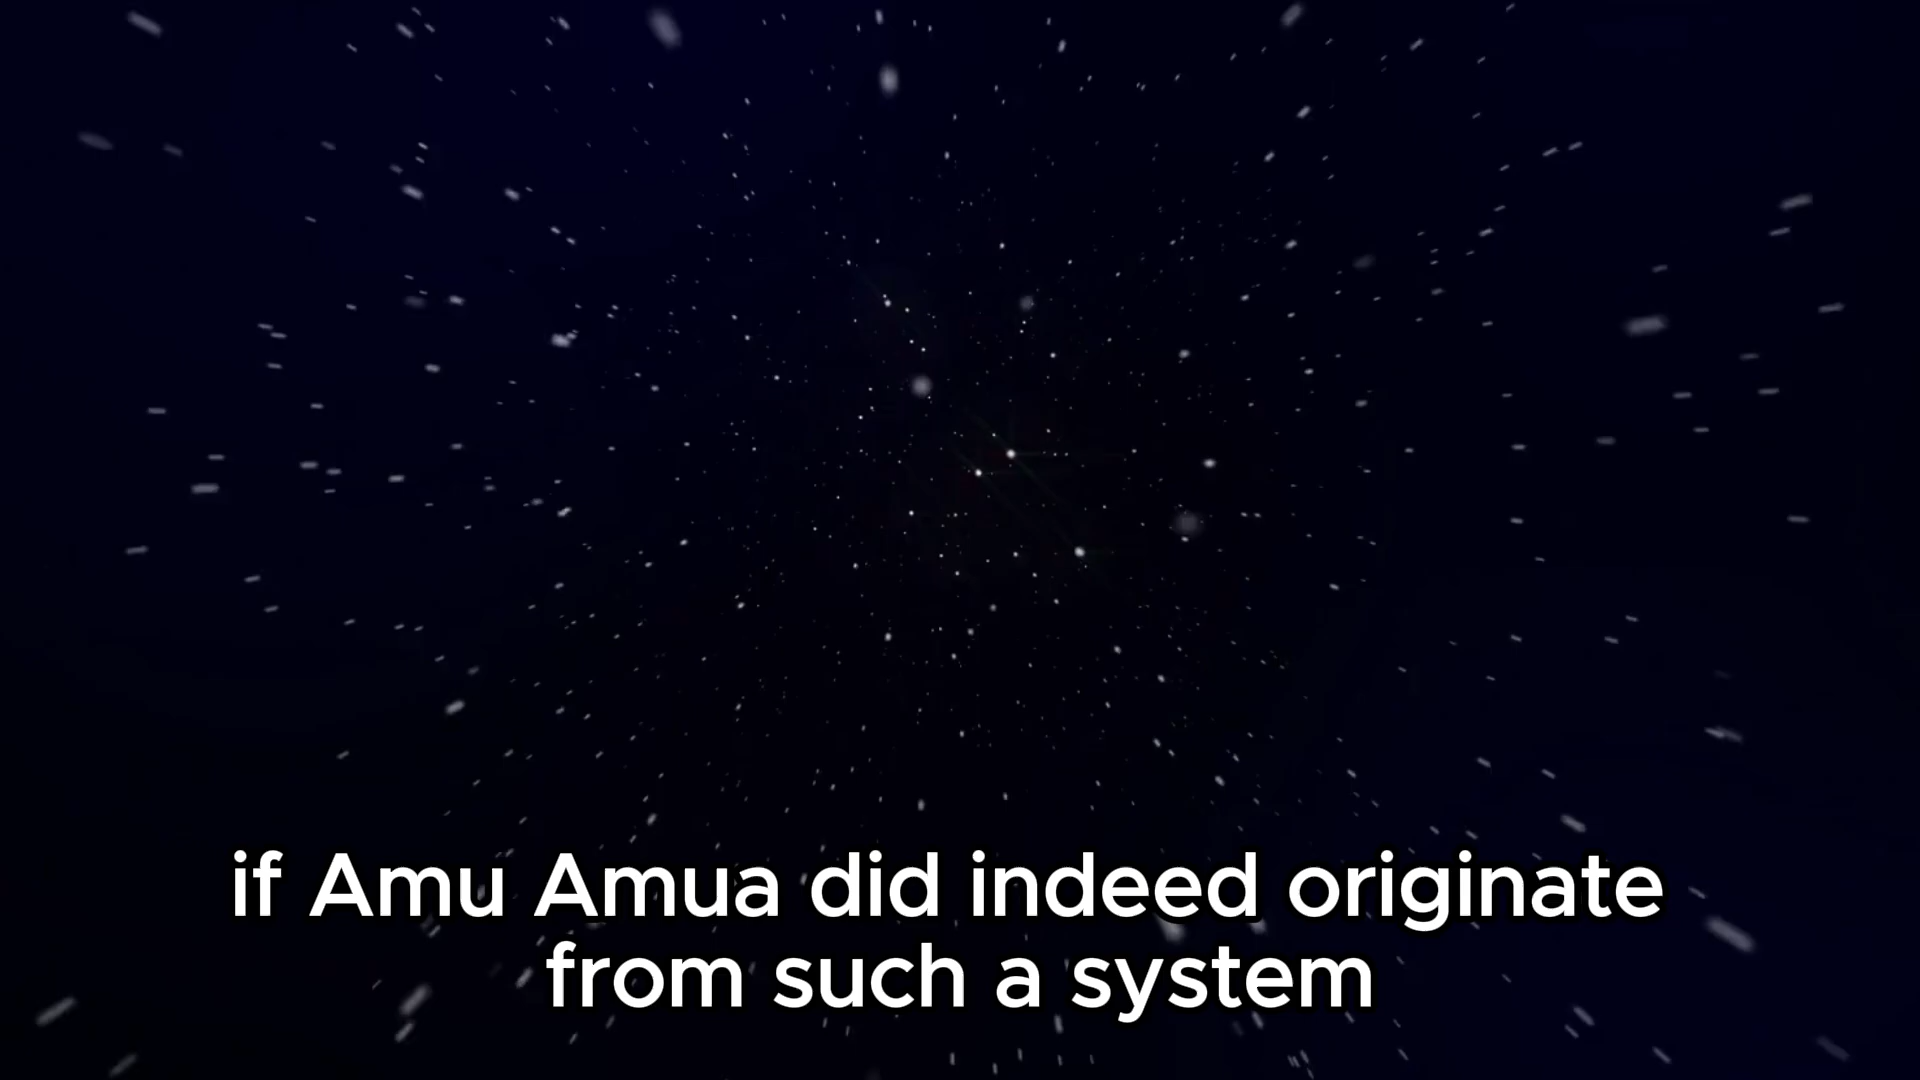 if Amu Amua did indeed originate
from such a system